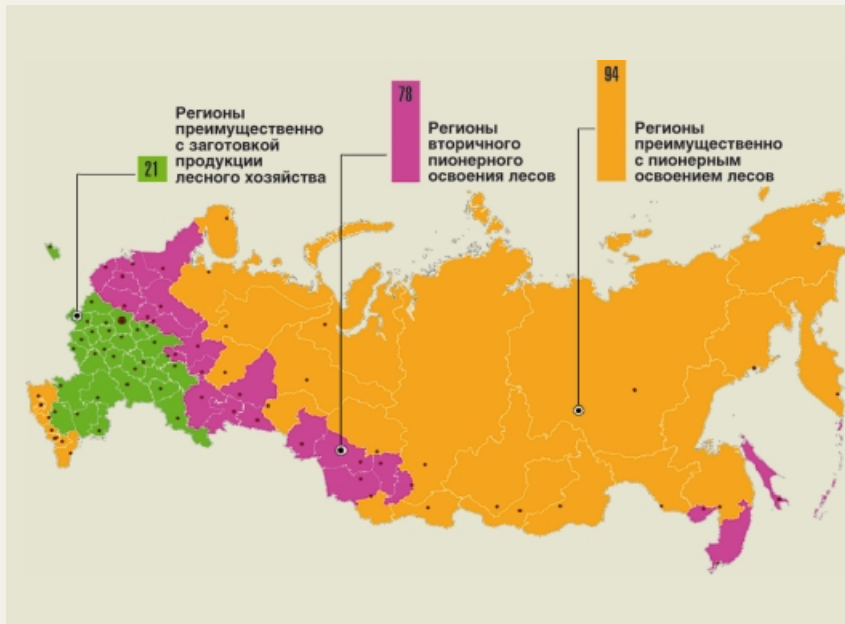 21
Регионы
преимущественно
с заготовкой
продукции
лесного хозяйства
78
Регионы
вторичного
пионерного
освоения лесов
94
Регионы
преимущественно
с пионерным
освоением лесов